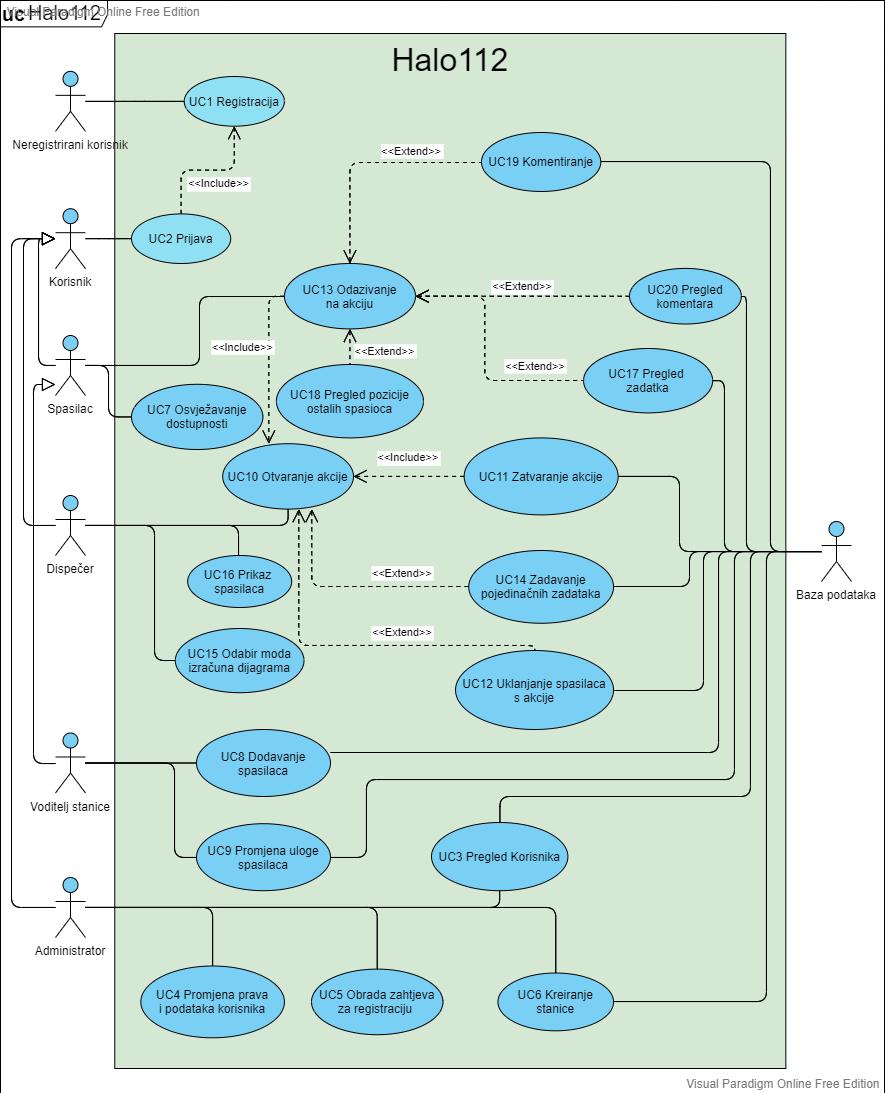 uc Halo112
Visual Paradigm Online Free Edition
Halo112
Neregistrirani korisnik
UC1 Registracija
<<Extend>>
UC19 Komentiranje
<<Include>>
Korisnik
UC2 Prijava
UC13 Odazivanje
na akciju
<<Extend>>
UC20 Pregled
komentara
<<Include>>
<<Extend>>
<<Extend>>
UC17 Pregled
zadatka
Spasilac
UC7 Osvježavanje
dostupnosti
UC18 Pregled pozicije
ostalih spasioca
<<Include>>
UC10 Otvaranje akcije
UC11 Zatvaranje akcije
Dispečer
UC16 Prikaz
spasilaca
<<Extend>>
UC14 Zadavanje
pojedinačnih zadataka
Baza podataka
<<Extend>>
UC15 Odabir moda
izračuna dijagrama
UC12 Uklanjanje spasilaca
s akcije
Voditelj stanice
UC8 Dodavanje
spasilaca
UC9 Promjena uloge
spasilaca
UC3 Pregled Korisnika
Administrator
UC4 Promjena prava
i podataka korisnika
UC5 Obrada zahtjeva
za registraciju
UC6 Kreiranje
stanice
Visual Paradigm Online Free Edition